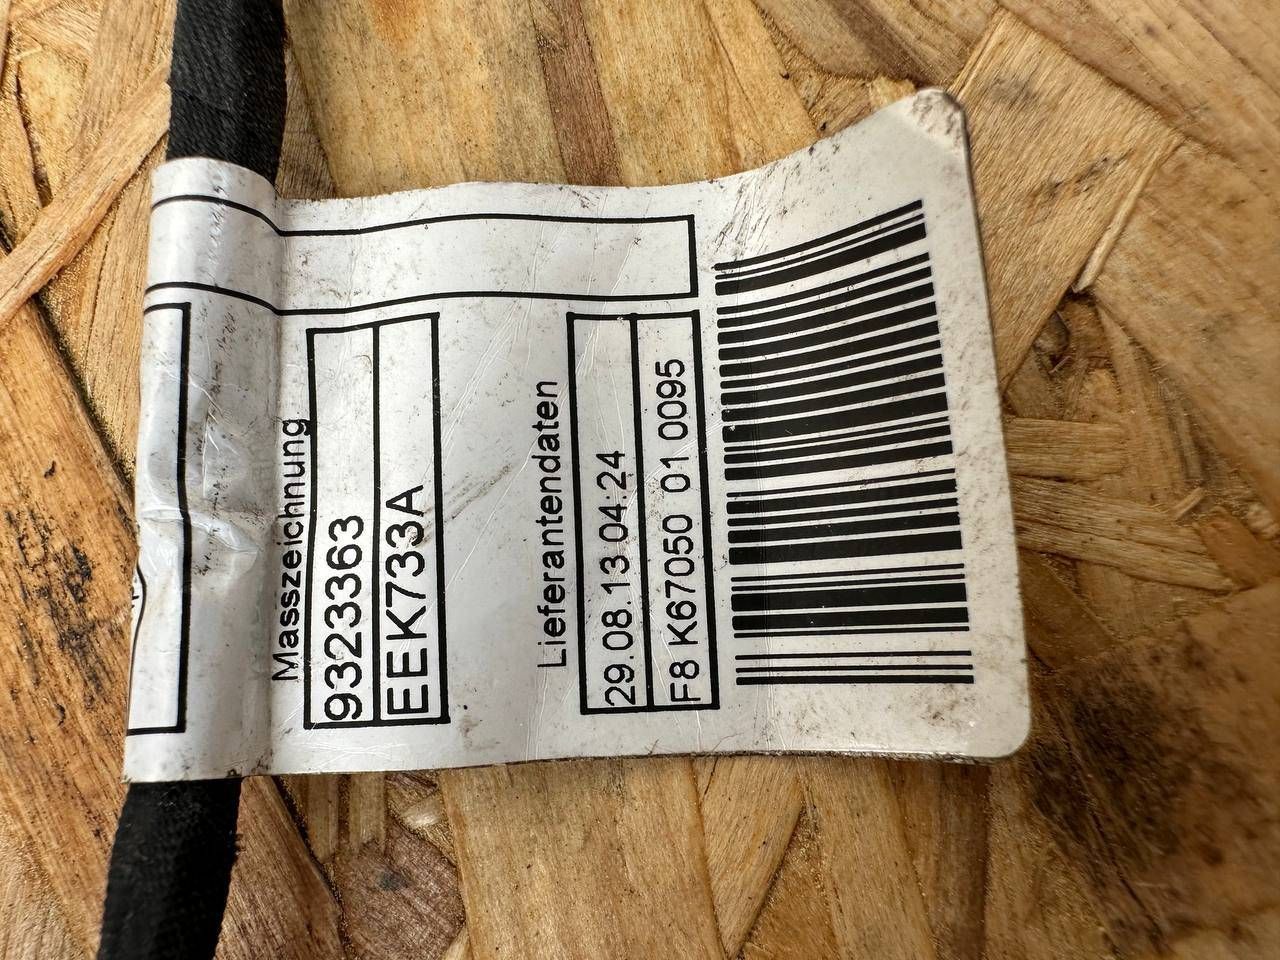 Masszeichnung
9323363
EEK733A
Lieferantendaten
29.08.13 04:24
F8 K67050 01 0095